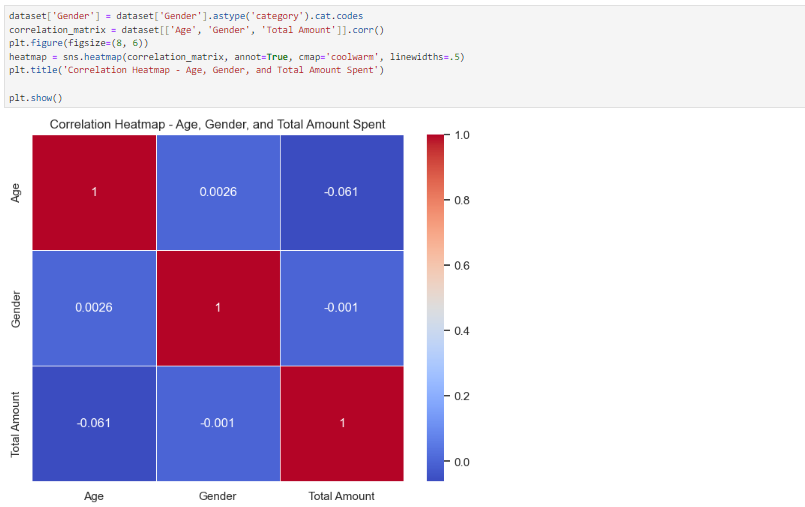 dataset['Gender'] = dataset['Gender'].astype('category').cat.codes
correlation_matrix = dataset[['Age', 'Gender', 'Total Amount']].corr()
plt.figure(figsize=(8, 6))
heatmap = sns.heatmap(correlation_matrix, annot=True, cmap='coolwarm', linewidths=.5)
plt.title('Correlation Heatmap - Age, Gender, and Total Amount Spent')
plt.show()
Correlation Heatmap - Age, Gender, and Total Amount Spent
Age
1 0.0026 -0.061
Gender
0.0026 1 -0.001
Total Amount
-0.061 -0.001 1
Age Gender Total Amount
1.0
0.8
0.6
0.4
0.2
0.0